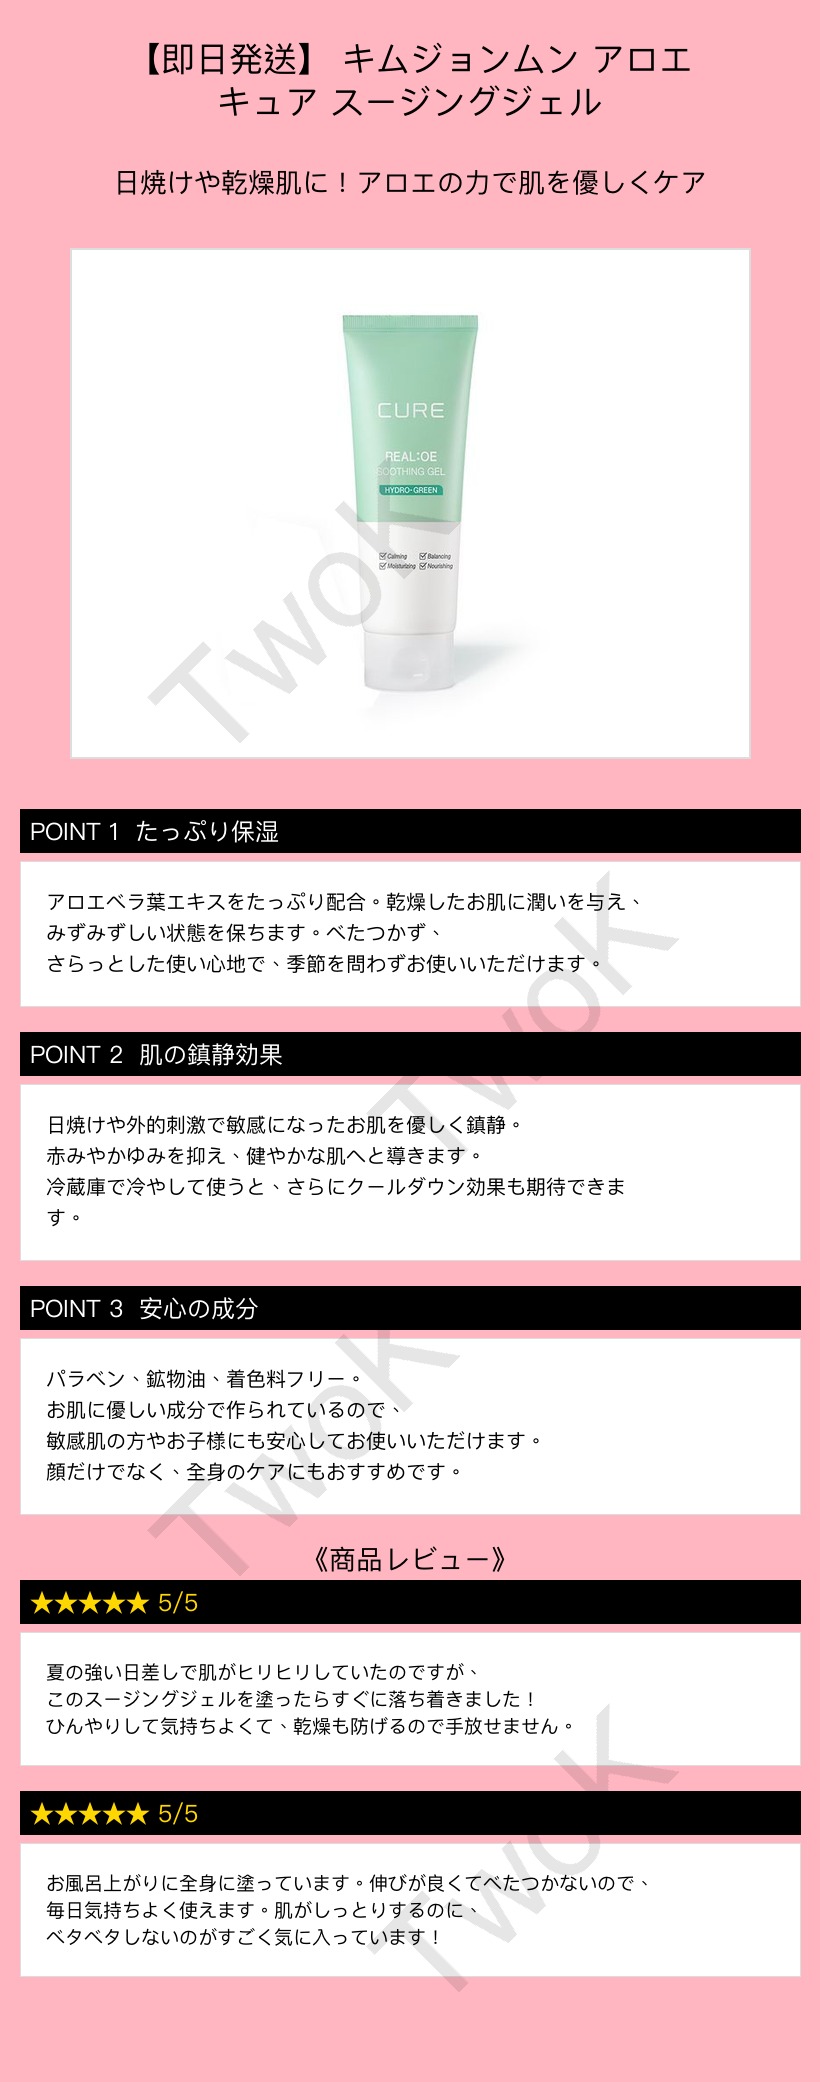 【即日発送】 キムジョンムン アロエ
キュア スージングジェル
日焼けや乾燥肌に！アロエの力で肌を優しくケア
CURE
REAL:OE
SOOTHING GEL
HYDRO-GREEN
Calming Balancing
Moisturizing Nourishing
TwoK
POINT 1 たっぷり保湿
アロエベラ葉エキスをたっぷり配合。乾燥したお肌に潤いを与え、
みずみずしい状態を保ちます。べたつかず、
さらっとした使い心地で、季節を問わずお使いいただけます。
TwoK
POINT 2 肌の鎮静効果
日焼けや外的刺激で敏感になったお肌を優しく鎮静。
赤みやかゆみを抑え、健やかな肌へと導きます。
冷蔵庫で冷やして使うと、さらにクールダウン効果も期待できま
す。
POINT 3 安心の成分
パラベン、鉱物油、着色料フリー。
お肌に優しい成分で作られているので、
敏感肌の方やお子様にも安心してお使いいただけます。
顔だけでなく、全身のケアにもおすすめです。
TwoK
《商品レビュー》
★★★★★ 5/5
夏の強い日差しで肌がヒリヒリしていたのですが、
このスージングジェルを塗ったらすぐに落ち着きました！
ひんやりして気持ちよくて、乾燥も防げるので手放せません。
★★★★★ 5/5
お風呂上がりに全身に塗っています。伸びが良くてべたつかないので、
毎日気持ちよく使えます。肌がしっとりするのに、
ベタベタしないのがすごく気に入っています！
TwoK